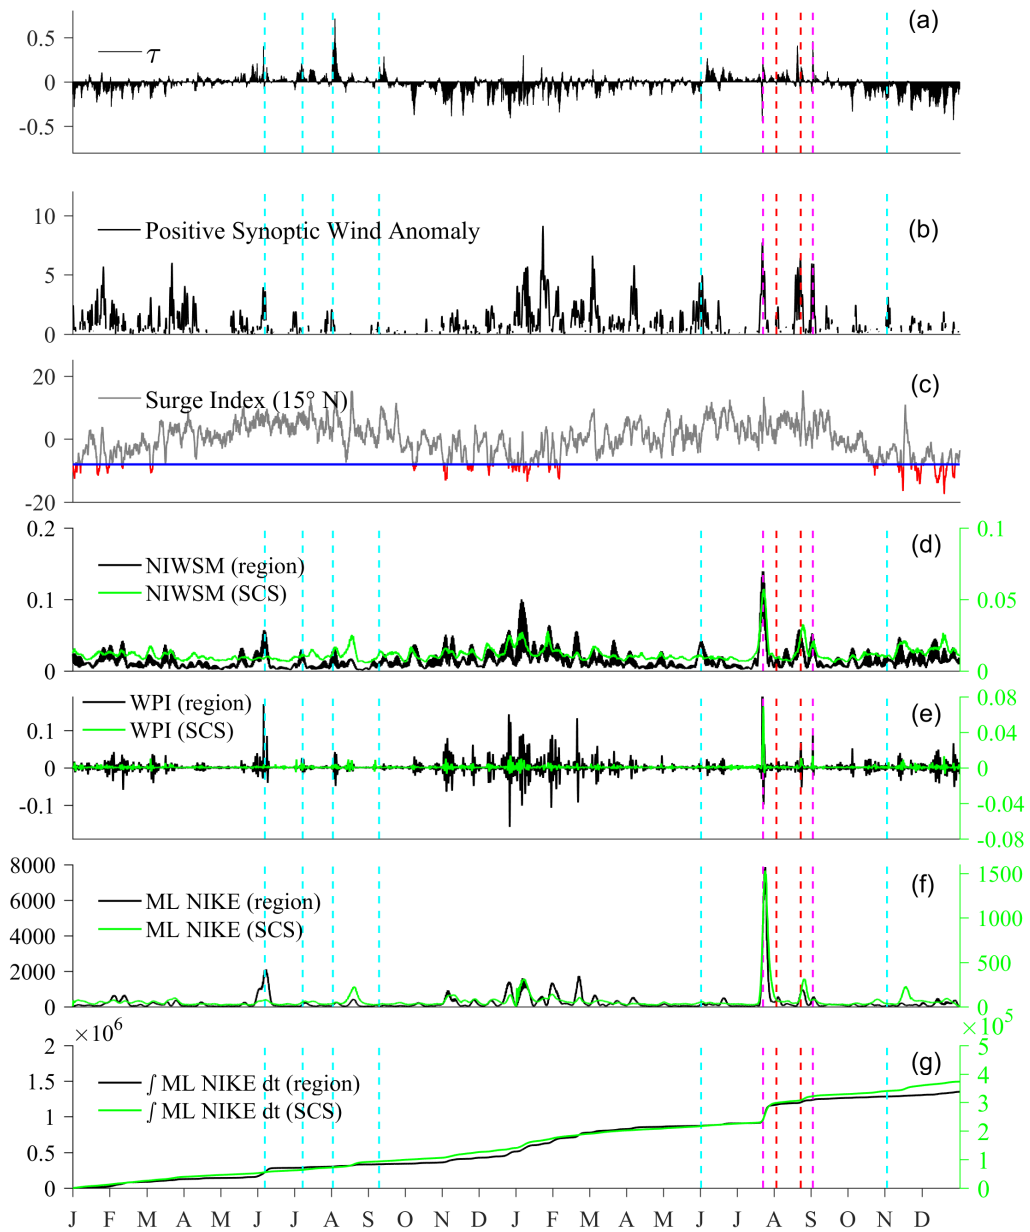 (a)
0.5
τ
0
-0.5
10
Positive Synoptic Wind Anomaly
(b)
5
0
20
Surge Index (15° N)
(c)
0
-20
0.2
0.1
(d)
NIWSM (region)
NIWSM (SCS)
0.1
0.05
0
0
WPI (region)
0.08
(e)
0.1
WPI (SCS)
0.04
0
0
-0.1
-0.04
-0.08
8000
ML NIKE (region)
(f)
1500
6000
ML NIKE (SCS)
1000
4000
500
2000
0
0
×10⁶
×10⁵
2
5
∫ ML NIKE dt (region)
(g)
1.5
4
∫ ML NIKE dt (SCS)
3
1
2
0.5
1
0
0
J F M A M J J A S O N D J F M A M J J A S O N D